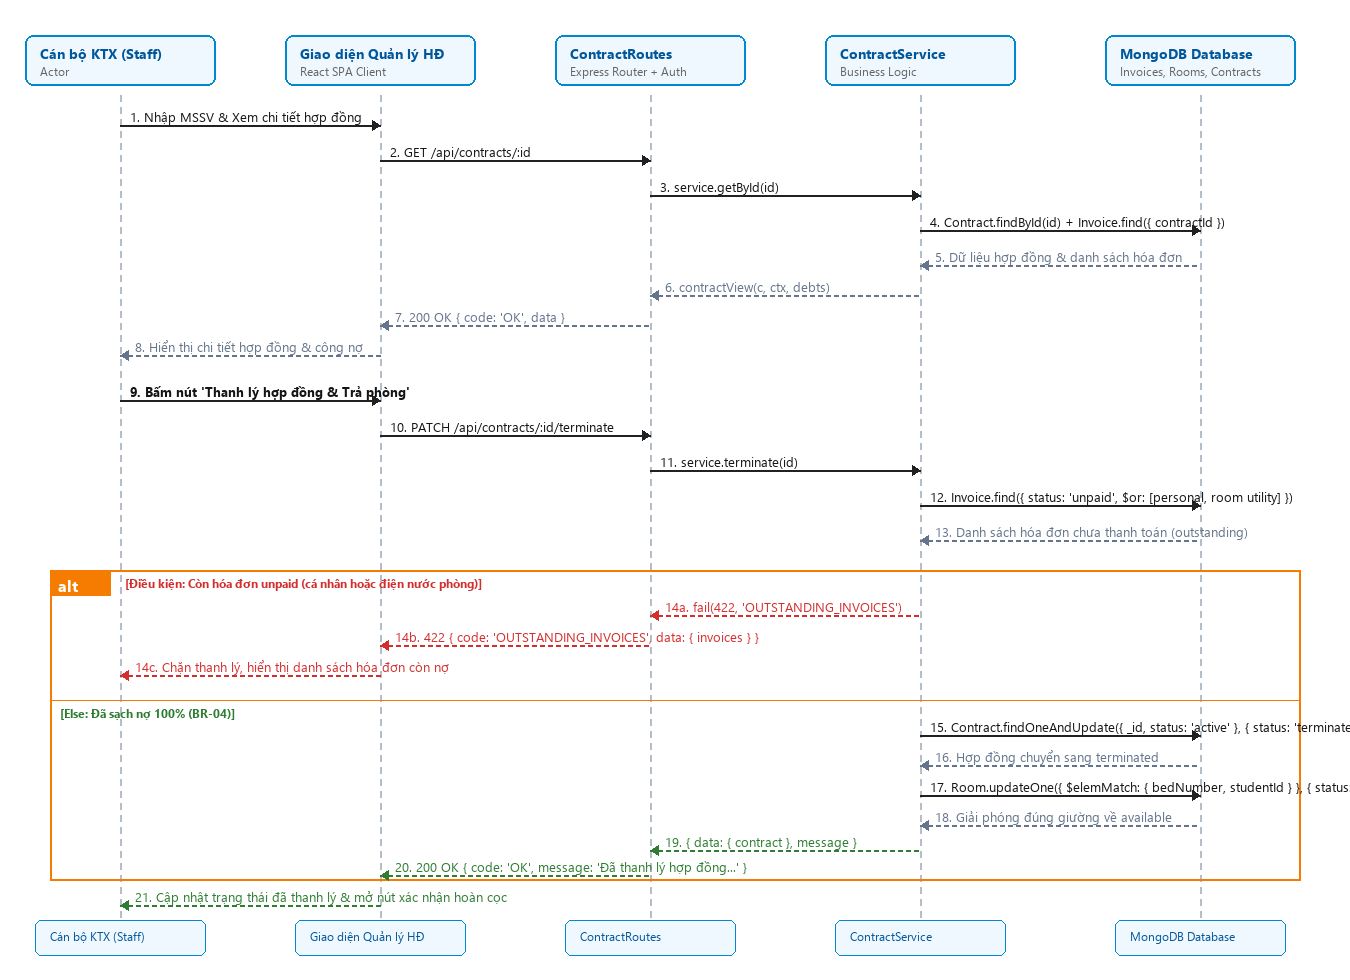 Cán bộ KTX (Staff)
Actor
Giao diện Quản lý HĐ
React SPA Client
ContractRoutes
Express Router + Auth
ContractService
Business Logic
MongoDB Database
Invoices, Rooms, Contracts
1. Nhập MSSV & Xem chi tiết hợp đồng
2. GET /api/contracts/:id
3. service.getById(id)
4. Contract.findById(id) + Invoice.find({ contractId })
5. Dữ liệu hợp đồng & danh sách hóa đơn
6. contractView(c, ctx, debts)
7. 200 OK { code: 'OK', data }
8. Hiển thị chi tiết hợp đồng & công nợ
9. Bấm nút 'Thanh lý hợp đồng & Trả phòng'
10. PATCH /api/contracts/:id/terminate
11. service.terminate(id)
12. Invoice.find({ status: 'unpaid', $or: [personal, room utility] })
13. Danh sách hóa đơn chưa thanh toán (outstanding)
alt
[Điều kiện: Còn hóa đơn unpaid (cá nhân hoặc điện nước phòng)]
14a. fail(422, 'OUTSTANDING_INVOICES')
14b. 422 { code: 'OUTSTANDING_INVOICES', data: { invoices } }
14c. Chặn thanh lý, hiển thị danh sách hóa đơn còn nợ
[Else: Đã sạch nợ 100% (BR-04)]
15. Contract.findOneAndUpdate({ _id, status: 'active' }, { status: 'terminate
16. Hợp đồng chuyển sang terminated
17. Room.updateOne({ $elemMatch: { bedNumber, studentId } }, { status:
18. Giải phóng đúng giường về available
19. { data: { contract }, message }
20. 200 OK { code: 'OK', message: 'Đã thanh lý hợp đồng...' }
21. Cập nhật trạng thái đã thanh lý & mở nút xác nhận hoàn cọc
Cán bộ KTX (Staff)
Giao diện Quản lý HĐ
ContractRoutes
ContractService
MongoDB Database